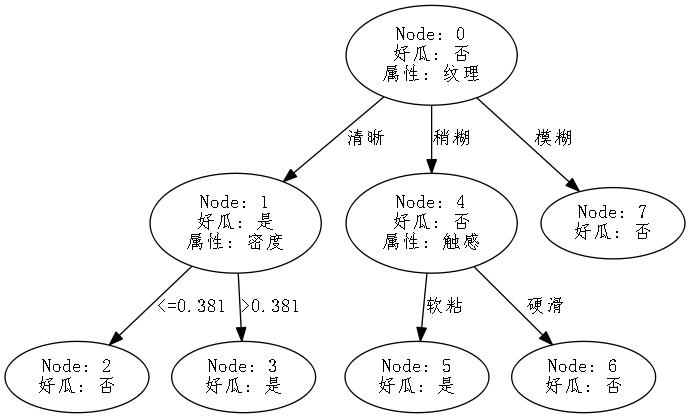 Node: 0
好瓜: 否
属性: 纹理
清晰
稍糊
模糊
Node: 1
好瓜: 是
属性: 密度
Node: 4
好瓜: 否
属性: 触感
Node: 7
好瓜: 否
<=0.381
>0.381
软粘
硬滑
Node: 2
好瓜: 否
Node: 3
好瓜: 是
Node: 5
好瓜: 是
Node: 6
好瓜: 否